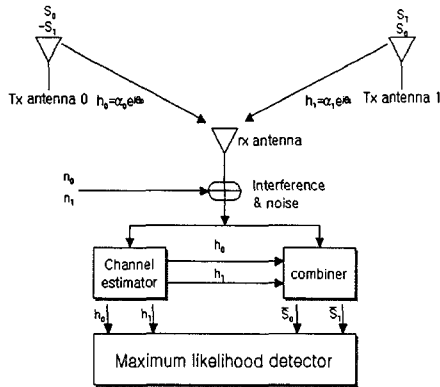 S₀
-S₁
S₁
S₀
Tx antenna 0
h₀=α₀e^jθ₀
h₁=α₁e^jθ₁
Tx antenna 1
rx antenna
n₀
n₁
Interference
& noise
h₀
h₁
Channel
estimator
combiner
h₀
h₁
S̄₀
S̄₁
Maximum likelihood detector